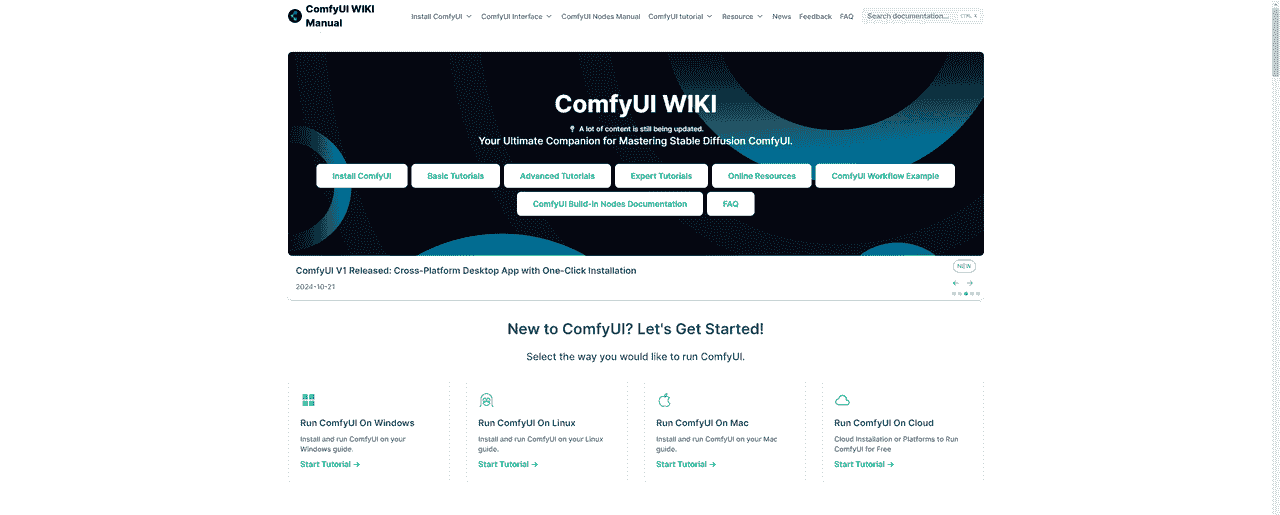 ComfyUI WIKI
Manual
Install ComfyUI
ComfyUI Interface
ComfyUI Nodes Manual
ComfyUI tutorial
Resource
News
Feedback
FAQ
Search documentation...
CTRL K
ComfyUI WIKI
A lot of content is still being updated.
Your Ultimate Companion for Mastering Stable Diffusion ComfyUI.
Install ComfyUI
Basic Tutorials
Advanced Tutorials
Expert Tutorials
Online Resources
ComfyUI Workflow Example
ComfyUI Build-in Nodes Documentation
FAQ
ComfyUI V1 Released: Cross-Platform Desktop App with One-Click Installation
NEW
2024-10-21
New to ComfyUI? Let's Get Started!
Select the way you would like to run ComfyUI.
Run ComfyUI On Windows
Install and run ComfyUI on your
Windows guide.
Start Tutorial →
Run ComfyUI On Linux
Install and run ComfyUI on your Linux
guide.
Start Tutorial →
Run ComfyUI On Mac
Install and run ComfyUI on your Mac
guide.
Start Tutorial →
Run ComfyUI On Cloud
Cloud Installation or Platforms to Run
ComfyUI for Free
Start Tutorial →